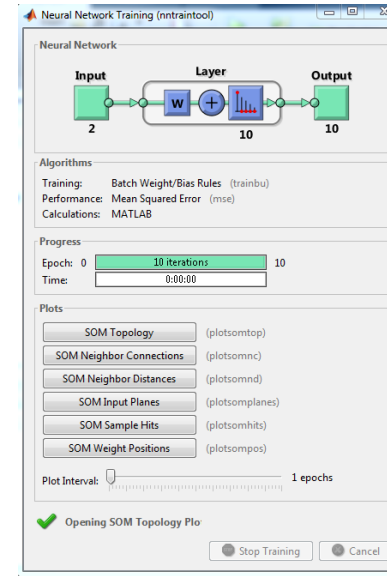 Neural Network Training (nntraintool)
Neural Network
Input
Layer
Output
W
+
2
10
10
Algorithms
Training: Batch Weight/Bias Rules (trainbu)
Performance: Mean Squared Error (mse)
Calculations: MATLAB
Progress
Epoch: 0 10 iterations 10
Time: 0:00:00
Plots
SOM Topology (plotsomtop)
SOM Neighbor Connections (plotsomnc)
SOM Neighbor Distances (plotsomnd)
SOM Input Planes (plotsomplanes)
SOM Sample Hits (plotsomhits)
SOM Weight Positions (plotsompos)
Plot Interval: 1 epochs
Opening SOM Topology Plo
Stop Training Cancel